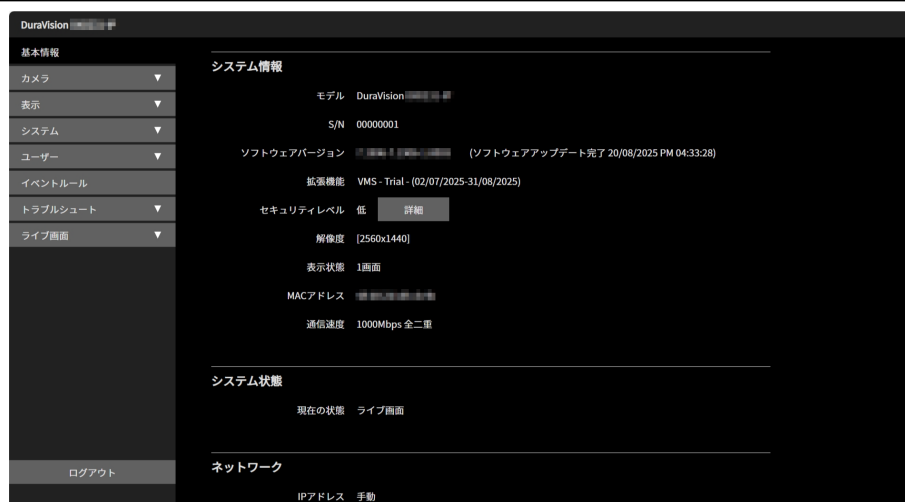 DuraVision
基本情報
カメラ ▼
表示 ▼
システム ▼
ユーザー ▼
イベントルール
トラブルシュート ▼
ライブ画面 ▼
ログアウト
システム情報
モデル DuraVision
S/N 00000001
ソフトウェアバージョン (ソフトウェアアップデート完了 20/08/2025 PM 04:33:28)
拡張機能 VMS - Trial - (02/07/2025-31/08/2025)
セキュリティレベル 低 詳細
解像度 [2560x1440]
表示状態 1画面
MACアドレス
通信速度 1000Mbps 全二重
システム状態
現在の状態 ライブ画面
ネットワーク
IPアドレス 手動